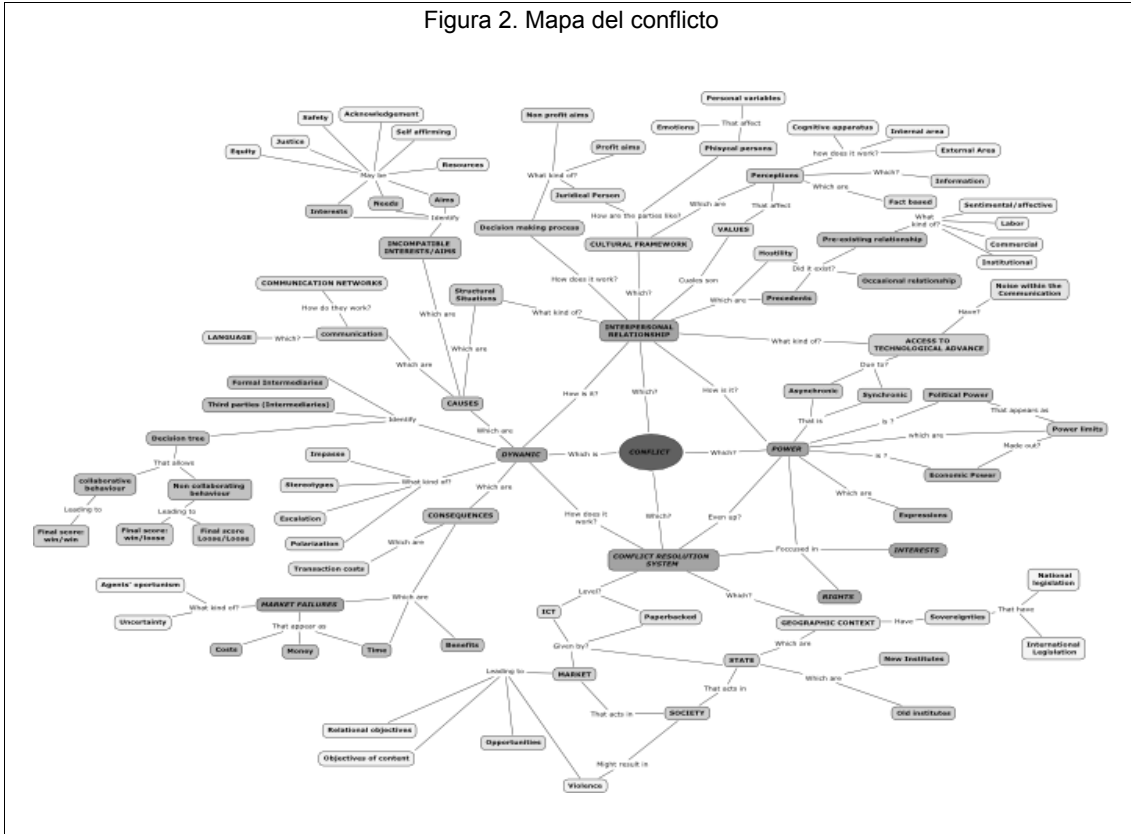 Figura 2. Mapa del conflicto
Personal variables
Non profit aims
Acknowledgement
Safety
Emotions
That affect
Cognitive apparatus
Internal area
Self affirming
Justice
Profit aims
Phisycal persons
how does it work?
External Area
Equity
Resources
May be
What kind of?
Perceptions
Which?
Information
Juridical Person
Which are
Which are
Aims
Needs
Fact based
Sentimental/affective
Interests
Identify
How are the parties like?
That affect
What
kind of?
Labor
Decision making process
VALUES
Pre-existing relationship
Commercial
INCOMPATIBLE
INTERESTS/AIMS
CULTURAL FRAMEWORK
Hostility
Institutional
Did it exist?
Occasional relationship
How does it work?
Cuales son
COMMUNICATION NETWORKS
Structural
Situations
Which?
Which are
Precedents
Noise within the
Communication
How do they work?
Which are
What kind of?
Have?
LANGUAGE
Which?
communication
INTERPERSONAL
RELATIONSHIP
What kind of?
ACCESS TO
TECHNOLOGICAL ADVANCE
Which are
Which are
Due to?
Formal Intermediaries
How is it?
Which?
How is it?
Asynchronic
Synchronic
Political Power
Third parties (Intermediaries)
CAUSES
That appears as
Identify
That is
Is ?
Power limits
Which are
which are
Decision tree
Made out?
Impasse
DYNAMIC
Which is
CONFLICT
Which?
POWER
is ?
That allows
Economic Power
collaborative
behaviour
Non collaborating
behaviour
Stereotypes
What kind of?
Which are
Which are
Leading to
Leading to
Escalation
CONSEQUENCES
How does it
work?
Which?
Even up?
Expressions
Final score:
win/win
Final score:
win/loose
Final score
Loose/Loose
Polarization
Which are
CONFLICT RESOLUTION
SYSTEM
Foccused in
INTERESTS
Transaction costs
Agents' oportunism
Level?
Which?
RIGHTS
National
legislation
What kind of?
MARKET FAILURES
Which are
ICT
Paperbacked
Uncertainty
GEOGRAPHIC CONTEXT
Have
Sovereignties
That have
That appear as
Given by?
Which are
International
Legislation
Costs
Money
Time
Benefits
STATE
New Institutes
Leading to
MARKET
Which are
That acts in
That acts in
SOCIETY
Old institutes
Relational objectives
Opportunities
Objectives of content
Might result in
Violence